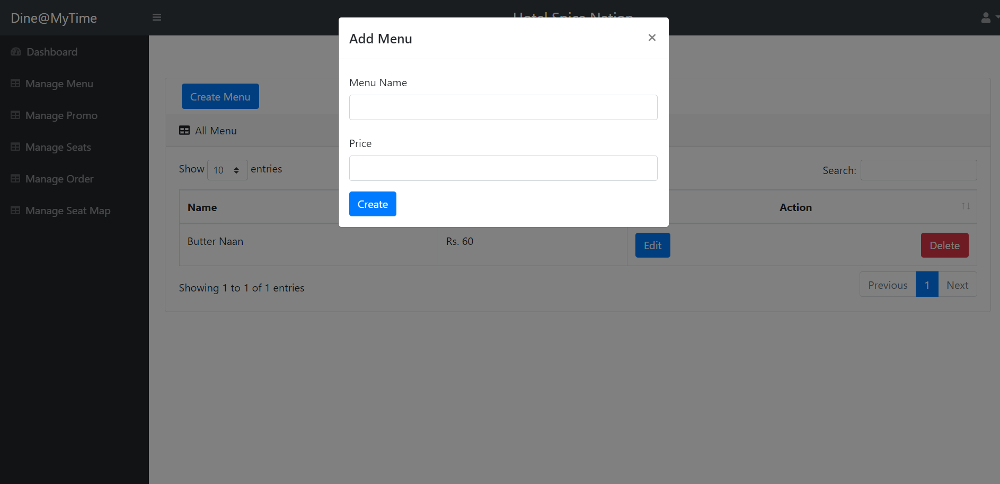 Dine@MyTime
Hotel Spice Nation
Dashboard
Manage Menu
Manage Promo
Manage Seats
Manage Order
Manage Seat Map
Add Menu ×
Menu Name
Price
Create
Create Menu
All Menu
Show 10 entries
Search:
Name Action
Butter Naan Rs. 60 Edit Delete
Showing 1 to 1 of 1 entries
Previous 1 Next